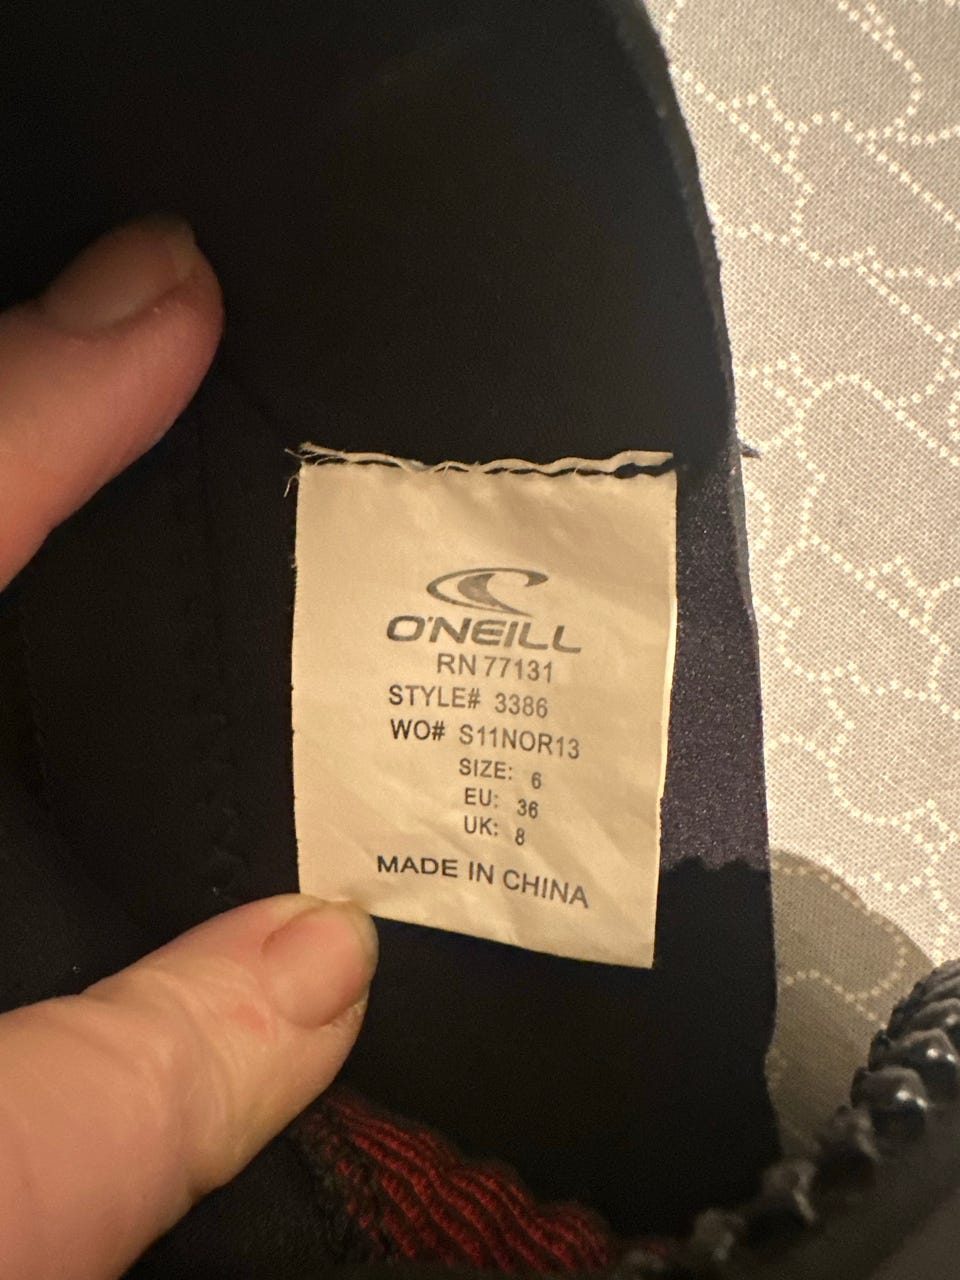 O'NEILL
RN 77131
STYLE# 3386
WO# S11NOR13
SIZE: 6
EU: 36
UK: 8
MADE IN CHINA